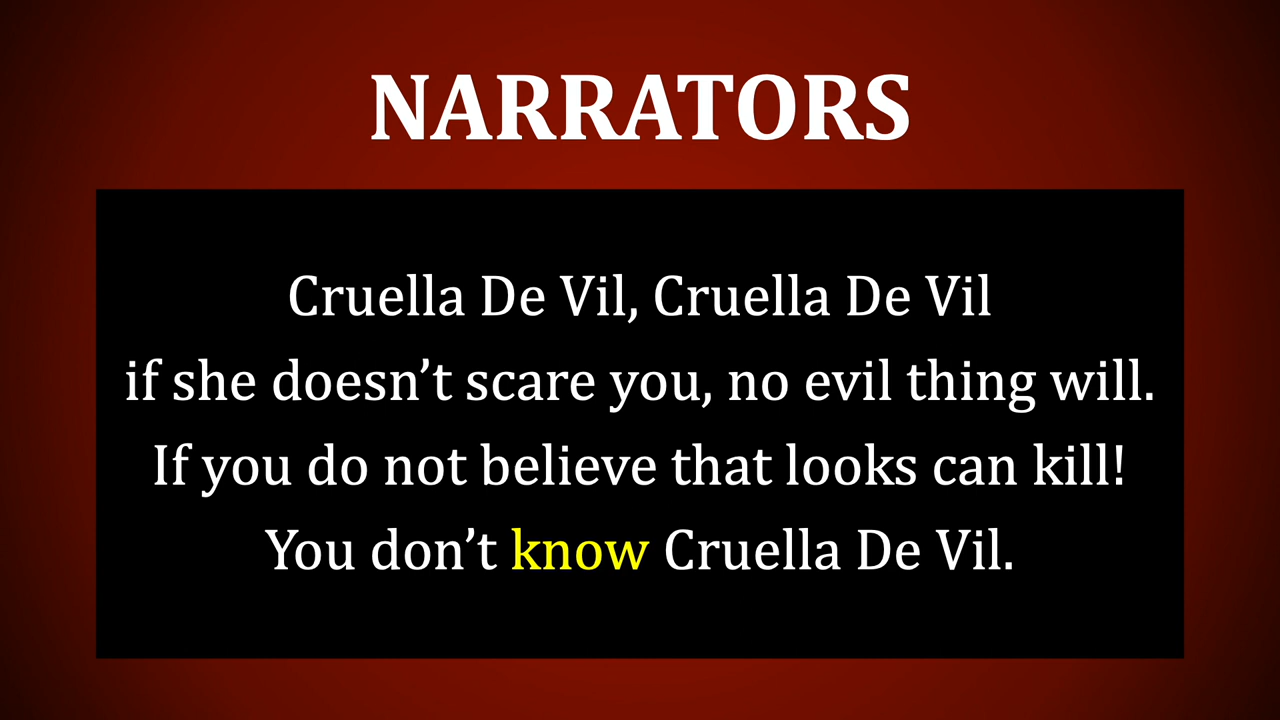 NARRATORS
Cruella De Vil, Cruella De Vil
if she doesn’t scare you, no evil thing will.
If you do not believe that looks can kill!
You don’t know Cruella De Vil.